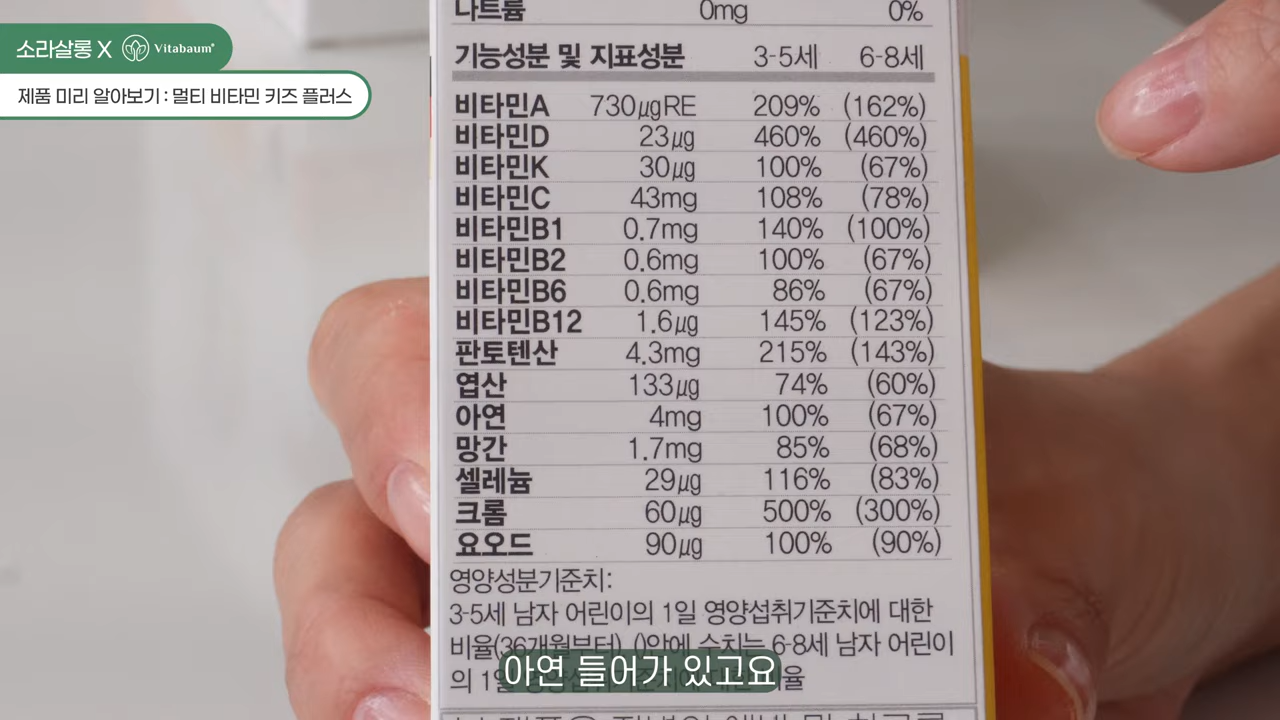 소라살롱 X Vitabaum
제품 미리 알아보기 : 멀티 비타민 키즈 플러스
나트륨 0mg 0%
기능성분 및 지표성분 3-5세 6-8세
비타민A 730㎍RE 209% (162%)
비타민D 23㎍ 460% (460%)
비타민K 30㎍ 100% (67%)
비타민C 43mg 108% (78%)
비타민B1 0.7mg 140% (100%)
비타민B2 0.6mg 100% (67%)
비타민B6 0.6mg 86% (67%)
비타민B12 1.6㎍ 145% (123%)
판토텐산 4.3mg 215% (143%)
엽산 133㎍ 74% (60%)
아연 4mg 100% (67%)
망간 1.7mg 85% (68%)
셀레늄 29㎍ 116% (83%)
크롬 60㎍ 500% (300%)
요오드 90㎍ 100% (90%)
영양성분기준치:
3-5세 남자 어린이의 1일 영양섭취기준치에 대한
비율(36개월부터), ()안에 수치는 6-8세 남자 어린이
의 1일 비율
아연 들어가 있고요